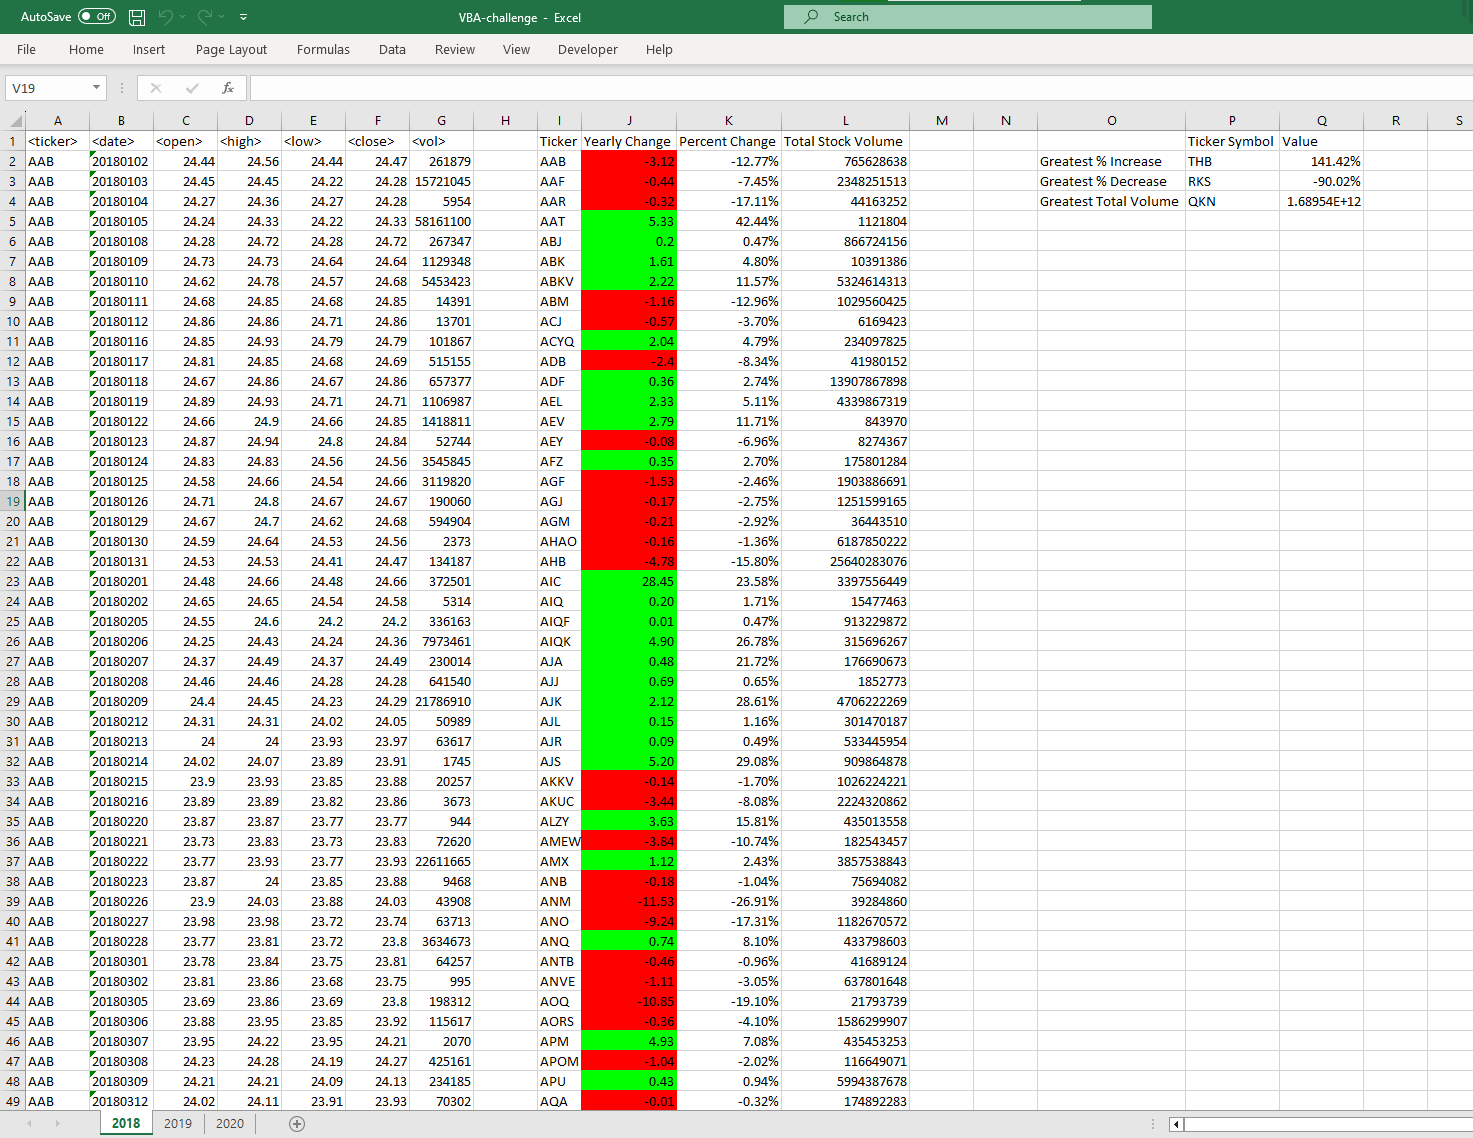 AutoSave Off VBA-challenge - Excel Search
File Home Insert Page Layout Formulas Data Review View Developer Help
V19 fx
A B C D E F G H I J K L M N O P Q R S
1 <ticker> <date> <open> <high> <low> <close> <vol> Ticker Yearly Change Percent Change Total Stock Volume Ticker Symbol Value
2 AAB 20180102 24.44 24.56 24.44 24.47 261879 AAB -3.12 -12.77% 765628638 Greatest % Increase THB 141.42%
3 AAB 20180103 24.45 24.45 24.22 24.28 15721045 AAF -0.44 -7.45% 2348251513 Greatest % Decrease RKS -90.02%
4 AAB 20180104 24.27 24.36 24.27 24.28 5954 AAR -0.32 -17.11% 44163252 Greatest Total Volume QKN 1.68954E+12
5 AAB 20180105 24.24 24.33 24.22 24.33 58161100 AAT 5.33 42.44% 1121804
6 AAB 20180108 24.28 24.72 24.28 24.72 267347 ABJ 0.2 0.47% 866724156
7 AAB 20180109 24.73 24.73 24.64 24.64 1129348 ABK 1.61 4.80% 10391386
8 AAB 20180110 24.62 24.78 24.57 24.68 5453423 ABKV 2.22 11.57% 5324614313
9 AAB 20180111 24.68 24.85 24.68 24.85 14391 ABM -1.16 -12.96% 1029560425
10 AAB 20180112 24.86 24.86 24.71 24.86 13701 ACJ -0.57 -3.70% 6169423
11 AAB 20180116 24.85 24.93 24.79 24.79 101867 ACYQ 2.04 4.79% 234097825
12 AAB 20180117 24.81 24.85 24.68 24.69 515155 ADB -2.4 -8.34% 41980152
13 AAB 20180118 24.67 24.86 24.67 24.86 657377 ADF 0.36 2.74% 13907867898
14 AAB 20180119 24.89 24.93 24.71 24.71 1106987 AEL 2.33 5.11% 4339867319
15 AAB 20180122 24.66 24.9 24.66 24.85 1418811 AEV 2.79 11.71% 843970
16 AAB 20180123 24.87 24.94 24.8 24.84 52744 AEY -0.08 -6.96% 8274367
17 AAB 20180124 24.83 24.83 24.56 24.56 3545845 AFZ 0.35 2.70% 175801284
18 AAB 20180125 24.58 24.66 24.54 24.66 3119820 AGF -1.53 -2.46% 1903886691
19 AAB 20180126 24.71 24.8 24.67 24.67 190060 AGJ -0.17 -2.75% 1251599165
20 AAB 20180129 24.67 24.7 24.62 24.68 594904 AGM -0.21 -2.92% 36443510
21 AAB 20180130 24.59 24.64 24.53 24.56 2373 AHAO -0.16 -1.36% 6187850222
22 AAB 20180131 24.53 24.53 24.41 24.47 134187 AHB -4.78 -15.80% 25640283076
23 AAB 20180201 24.48 24.66 24.48 24.66 372501 AIC 28.45 23.58% 3397556449
24 AAB 20180202 24.65 24.65 24.54 24.58 5314 AIQ 0.20 1.71% 15477463
25 AAB 20180205 24.55 24.6 24.2 24.2 336163 AIQF 0.01 0.47% 913229872
26 AAB 20180206 24.25 24.43 24.24 24.36 7973461 AIQK 4.90 26.78% 315696267
27 AAB 20180207 24.37 24.49 24.37 24.49 230014 AJA 0.48 21.72% 176690673
28 AAB 20180208 24.46 24.46 24.28 24.28 641540 AJJ 0.69 0.65% 1852773
29 AAB 20180209 24.4 24.45 24.23 24.29 21786910 AJK 2.12 28.61% 4706222269
30 AAB 20180212 24.31 24.31 24.02 24.05 50989 AJL 0.15 1.16% 301470187
31 AAB 20180213 24 24 23.93 23.97 63617 AJR 0.09 0.49% 533445954
32 AAB 20180214 24.02 24.07 23.89 23.91 1745 AJS 5.20 29.08% 909864878
33 AAB 20180215 23.9 23.93 23.85 23.88 20257 AKKV -0.14 -1.70% 1026224221
34 AAB 20180216 23.89 23.89 23.82 23.86 3673 AKUC -3.44 -8.08% 2224320862
35 AAB 20180220 23.87 23.87 23.77 23.77 944 ALZY 3.63 15.81% 435013558
36 AAB 20180221 23.73 23.83 23.73 23.83 72620 AMEW -3.84 -10.74% 182543457
37 AAB 20180222 23.77 23.93 23.77 23.93 22611665 AMX 1.12 2.43% 3857538843
38 AAB 20180223 23.87 24 23.85 23.88 9468 ANB -0.18 -1.04% 75694082
39 AAB 20180226 23.9 24.03 23.88 24.03 43908 ANM -11.53 -26.91% 39284860
40 AAB 20180227 23.98 23.98 23.72 23.74 63713 ANO -9.24 -17.31% 1182670572
41 AAB 20180228 23.77 23.81 23.72 23.8 3634673 ANQ 0.74 8.10% 433798603
42 AAB 20180301 23.78 23.84 23.75 23.81 64257 ANTB -0.46 -0.96% 41689124
43 AAB 20180302 23.81 23.86 23.68 23.75 995 ANVE -1.11 -3.05% 637801648
44 AAB 20180305 23.69 23.86 23.69 23.8 198312 AOQ -10.85 -19.10% 21793739
45 AAB 20180306 23.88 23.95 23.85 23.92 115617 AORS -0.36 -4.10% 1586299907
46 AAB 20180307 23.95 24.22 23.95 24.21 2070 APM 4.93 7.08% 435453253
47 AAB 20180308 24.23 24.28 24.19 24.27 425161 APOM -1.04 -2.02% 116649071
48 AAB 20180309 24.21 24.21 24.09 24.13 234185 APU 0.43 0.94% 5994387678
49 AAB 20180312 24.02 24.11 23.91 23.93 70302 AQA -0.01 -0.32% 174892283
2018 2019 2020